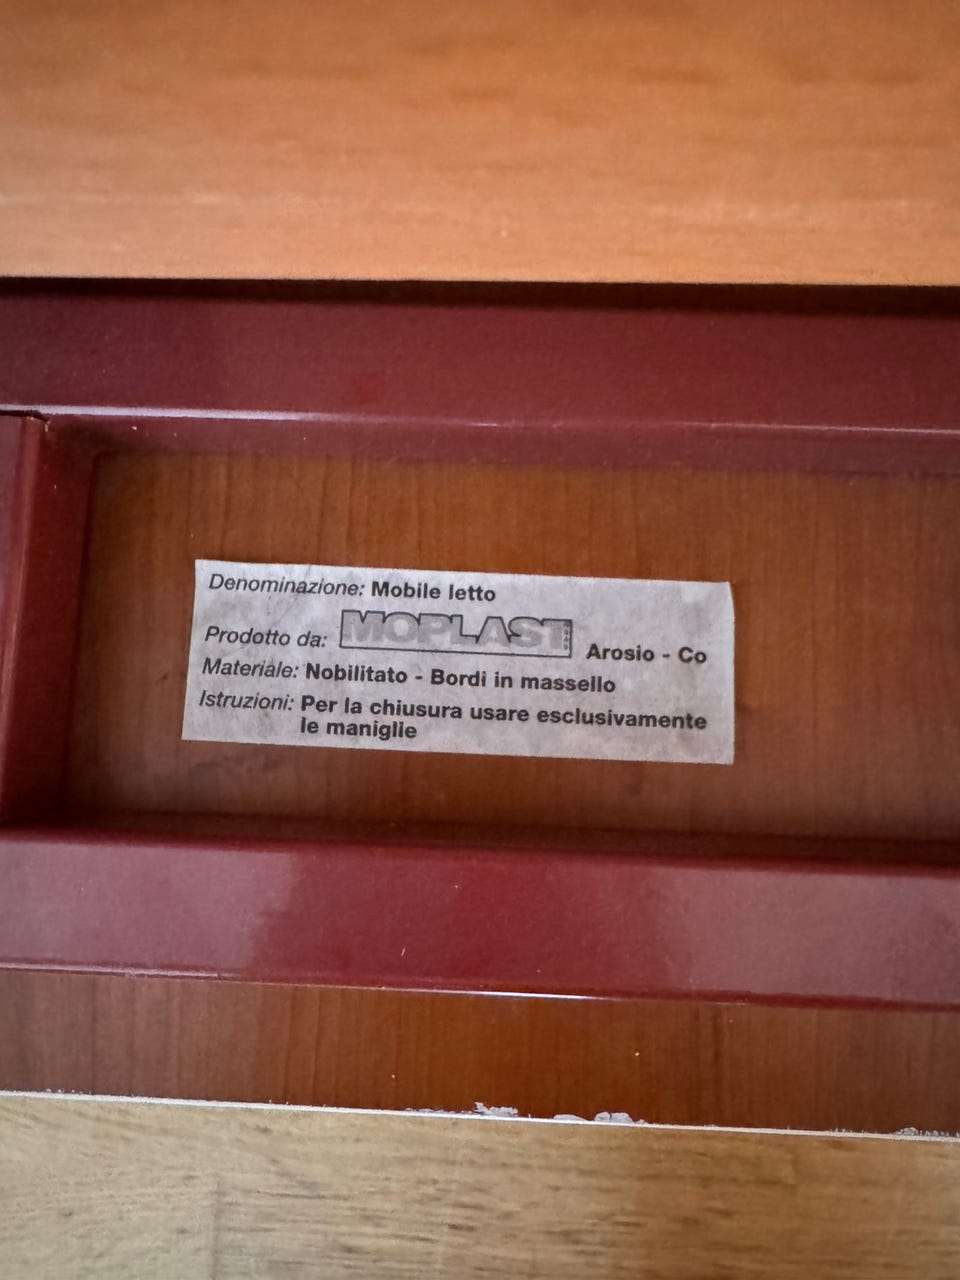 Denominazione: Mobile letto
Prodotto da: MOPLAST Arosio - Co
Materiale: Nobilitato - Bordi in massello
Istruzioni: Per la chiusura usare esclusivamente
le maniglie